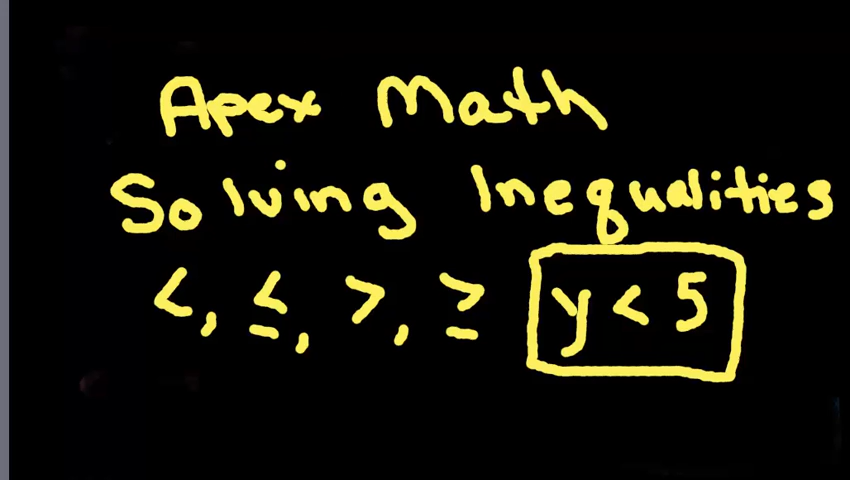 Apex Math
Solving Inequalities
<, ≤, >, ≥ y < 5